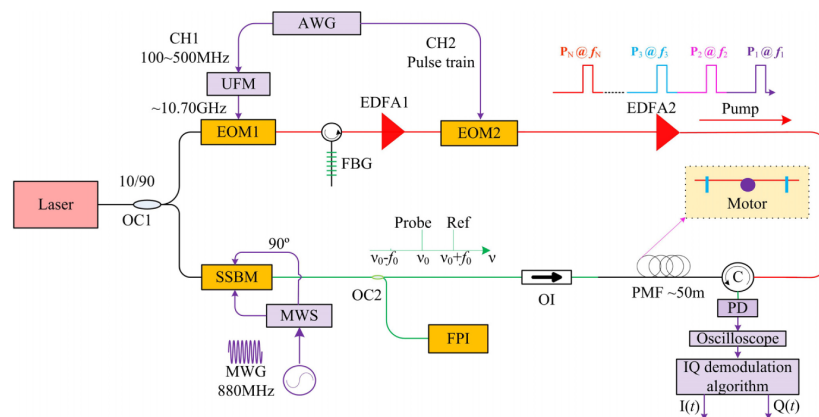 AWG
CH1
100~500MHz
CH2
Pulse train
P_N@f_N
P_3@f_3
P_2@f_2
P_1@f_1
UFM
~10.70GHz
EDFA1
EDFA2
Pump
EOM1
EOM2
FBG
10/90
Laser
OC1
Motor
Probe
Ref
90º
ν_0-f_0
ν_0
ν_0+f_0
ν
SSBM
OC2
OI
PMF ~50m
C
MWS
PD
FPI
Oscilloscope
MWG
880MHz
IQ demodulation
algorithm
I(t)
Q(t)